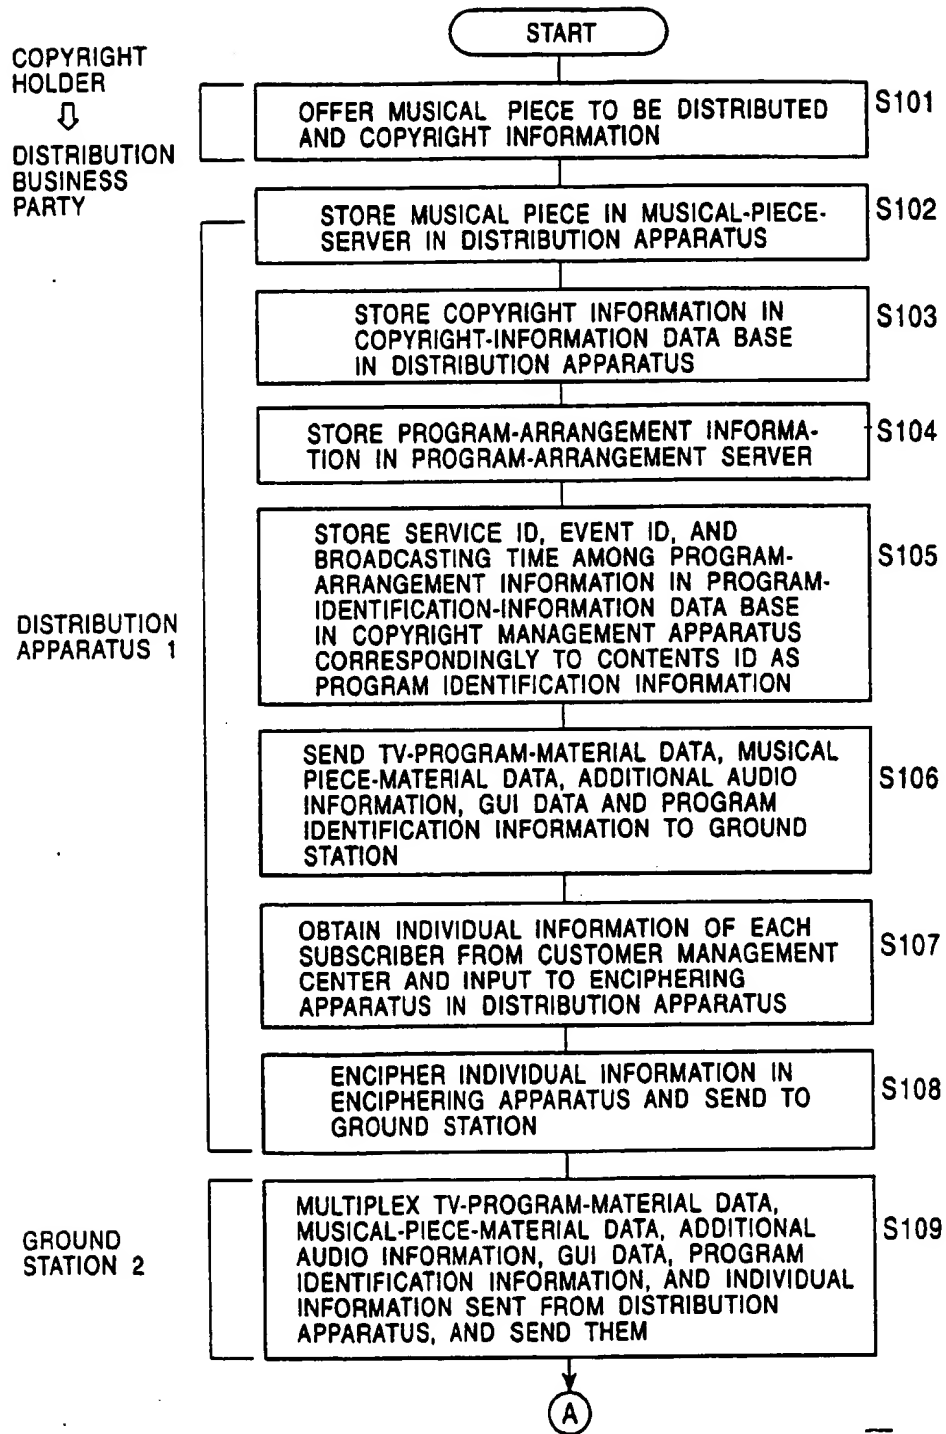 START
COPYRIGHT
HOLDER
⇩
DISTRIBUTION
BUSINESS
PARTY
OFFER MUSICAL PIECE TO BE DISTRIBUTED
AND COPYRIGHT INFORMATION
S101
STORE MUSICAL PIECE IN MUSICAL-PIECE-
SERVER IN DISTRIBUTION APPARATUS
S102
STORE COPYRIGHT INFORMATION IN
COPYRIGHT-INFORMATION DATA BASE
IN DISTRIBUTION APPARATUS
S103
STORE PROGRAM-ARRANGEMENT INFORMA-
TION IN PROGRAM-ARRANGEMENT SERVER
S104
DISTRIBUTION
APPARATUS 1
STORE SERVICE ID, EVENT ID, AND
BROADCASTING TIME AMONG PROGRAM-
ARRANGEMENT INFORMATION IN PROGRAM-
IDENTIFICATION-INFORMATION DATA BASE
IN COPYRIGHT MANAGEMENT APPARATUS
CORRESPONDINGLY TO CONTENTS ID AS
PROGRAM IDENTIFICATION INFORMATION
S105
SEND TV-PROGRAM-MATERIAL DATA, MUSICAL
PIECE-MATERIAL DATA, ADDITIONAL AUDIO
INFORMATION, GUI DATA AND PROGRAM
IDENTIFICATION INFORMATION TO GROUND
STATION
S106
OBTAIN INDIVIDUAL INFORMATION OF EACH
SUBSCRIBER FROM CUSTOMER MANAGEMENT
CENTER AND INPUT TO ENCIPHERING
APPARATUS IN DISTRIBUTION APPARATUS
S107
ENCIPHER INDIVIDUAL INFORMATION IN
ENCIPHERING APPARATUS AND SEND TO
GROUND STATION
S108
GROUND
STATION 2
MULTIPLEX TV-PROGRAM-MATERIAL DATA,
MUSICAL-PIECE-MATERIAL DATA, ADDITIONAL
AUDIO INFORMATION, GUI DATA, PROGRAM
IDENTIFICATION INFORMATION, AND INDIVIDUAL
INFORMATION SENT FROM DISTRIBUTION
APPARATUS, AND SEND THEM
S109
A